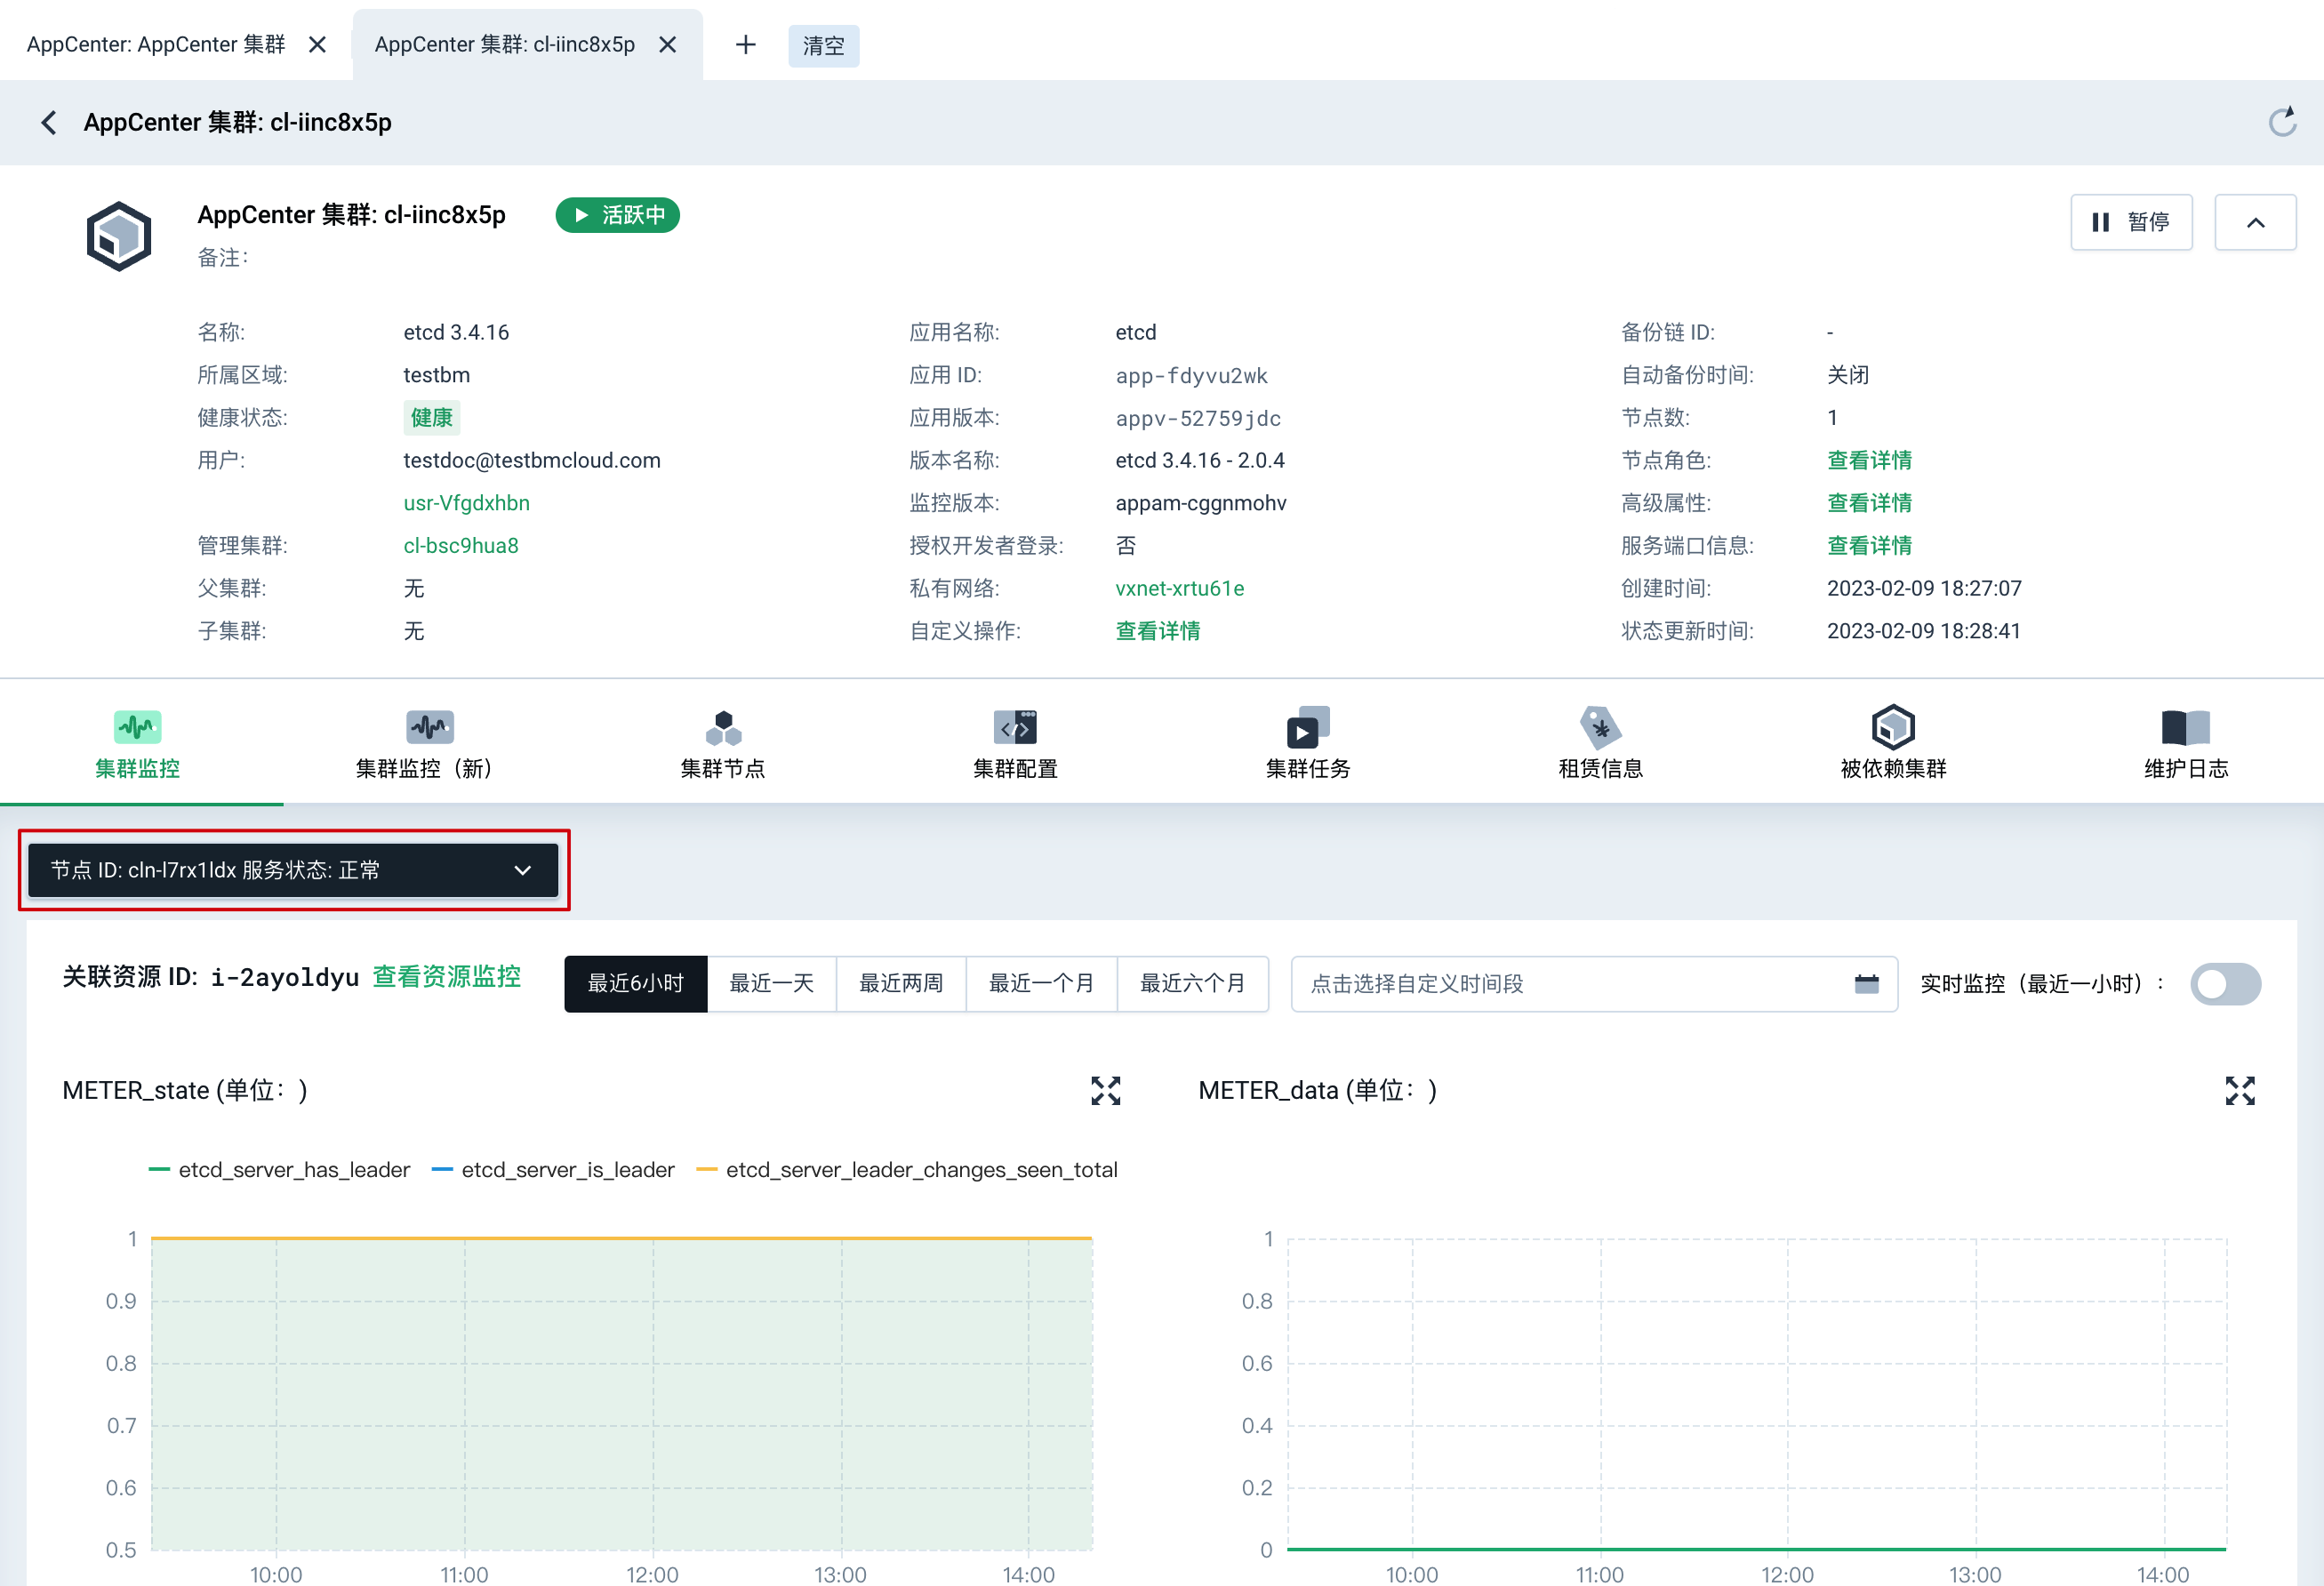 AppCenter: AppCenter 集群
AppCenter 集群: cl-iinc8x5p
清空
AppCenter 集群: cl-iinc8x5p
AppCenter 集群: cl-iinc8x5p
活跃中
暂停
备注:
名称:
etcd 3.4.16
应用名称:
etcd
备份链 ID:
-
所属区域:
testbm
应用 ID:
app-fdyvu2wk
自动备份时间:
关闭
健康状态:
健康
应用版本:
appv-52759jdc
节点数:
1
用户:
testdoc@testbmcloud.com
版本名称:
etcd 3.4.16 - 2.0.4
节点角色:
查看详情
usr-Vfgdxhbn
监控版本:
appam-cggnmohv
高级属性:
查看详情
管理集群:
cl-bsc9hua8
授权开发者登录:
否
服务端口信息:
查看详情
父集群:
无
私有网络:
vxnet-xrtu61e
创建时间:
2023-02-09 18:27:07
子集群:
无
自定义操作:
查看详情
状态更新时间:
2023-02-09 18:28:41
集群监控
集群监控（新）
集群节点
集群配置
集群任务
租赁信息
被依赖集群
维护日志
节点 ID: cln-l7rx1ldx 服务状态: 正常
关联资源 ID: i-2ayoldyu 查看资源监控
最近6小时
最近一天
最近两周
最近一个月
最近六个月
点击选择自定义时间段
实时监控（最近一小时）:
METER_state (单位: )
METER_data (单位: )
etcd_server_has_leader
etcd_server_is_leader
etcd_server_leader_changes_seen_total
1
0.9
0.8
0.7
0.6
0.5
10:00
11:00
12:00
13:00
14:00
1
0.8
0.6
0.4
0.2
0
10:00
11:00
12:00
13:00
14:00